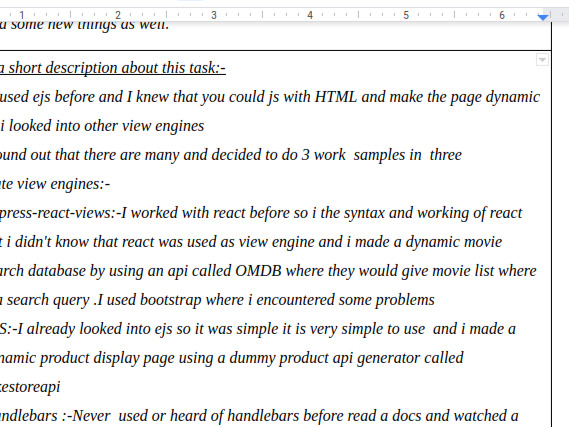 1 2 3 4 5 6
some new things as well.
a short description about this task:-
used ejs before and I knew that you could js with HTML and make the page dynamic
i looked into other view engines
ound out that there are many and decided to do 3 work samples in three
te view engines:-
press-react-views:-I worked with react before so i the syntax and working of react
t i didn't know that react was used as view engine and i made a dynamic movie
arch database by using an api called OMDB where they would give movie list where
a search query .I used bootstrap where i encountered some problems
S:-I already looked into ejs so it was simple it is very simple to use and i made a
namic product display page using a dummy product api generator called
kestoreapi
ndlebars :-Never used or heard of handlebars before read a docs and watched a